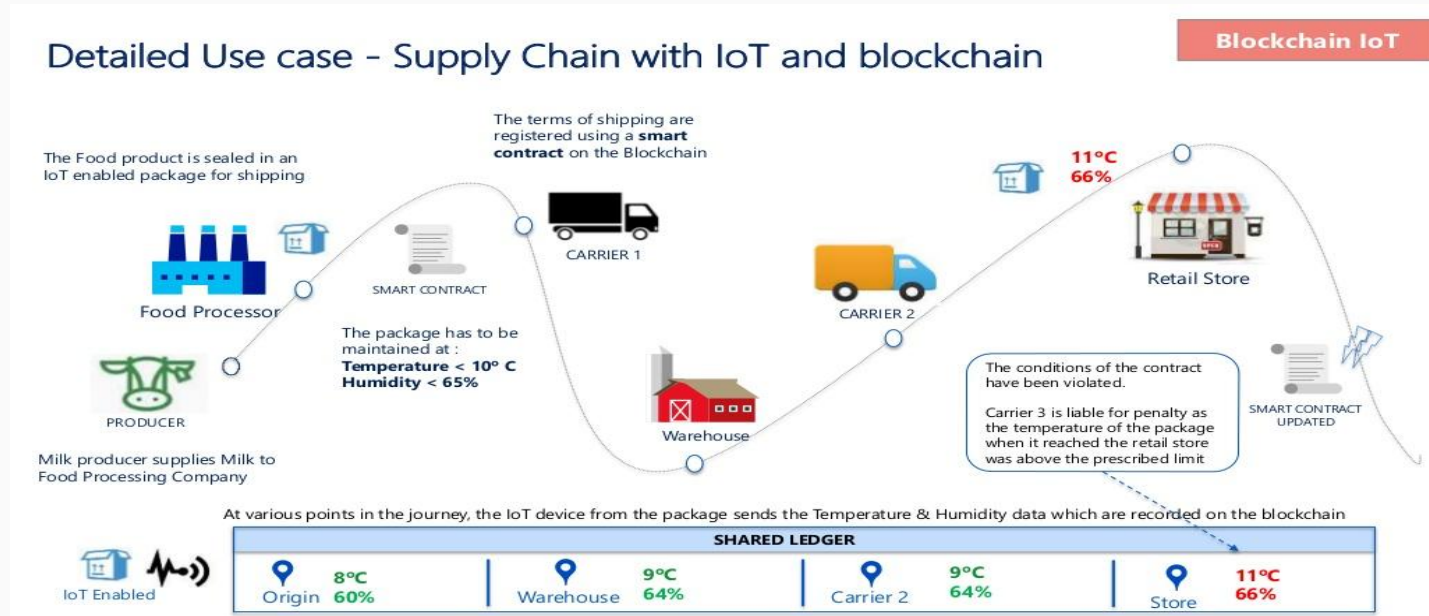 Detailed Use case - Supply Chain with IoT and blockchain
Blockchain IoT
The terms of shipping are
registered using a smart
contract on the Blockchain
The Food product is sealed in an
IoT enabled package for shipping
11ºC
66%
CARRIER 1
SMART CONTRACT
Food Processor
Retail Store
CARRIER 2
The package has to be
maintained at :
Temperature < 10º C
Humidity < 65%
OPEN
PRODUCER
Warehouse
The conditions of the contract
have been violated.
Carrier 3 is liable for penalty as
the temperature of the package
when it reached the retail store
was above the prescribed limit
SMART CONTRACT
UPDATED
Milk producer supplies Milk to
Food Processing Company
At various points in the journey, the IoT device from the package sends the Temperature & Humidity data which are recorded on the blockchain
SHARED LEDGER
IoT Enabled
Origin
8ºC
60%
Warehouse
9ºC
64%
Carrier 2
9ºC
64%
Store
11ºC
66%